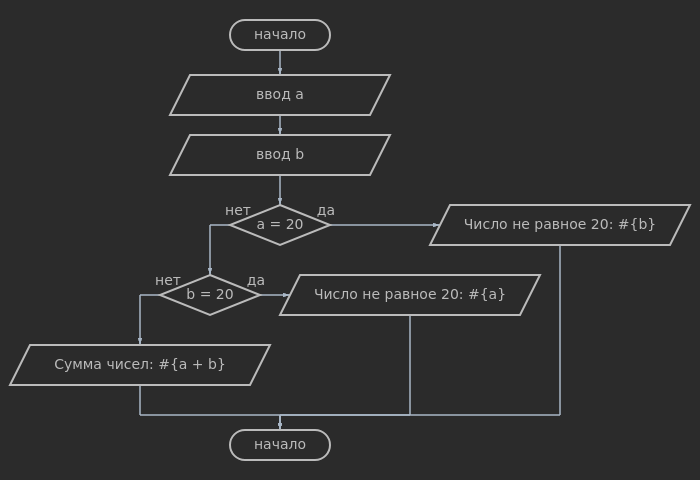 начало
ввод a
ввод b
нет
да
a = 20
Число не равное 20: #{b}
нет
да
b = 20
Число не равное 20: #{a}
Сумма чисел: #{a + b}
начало